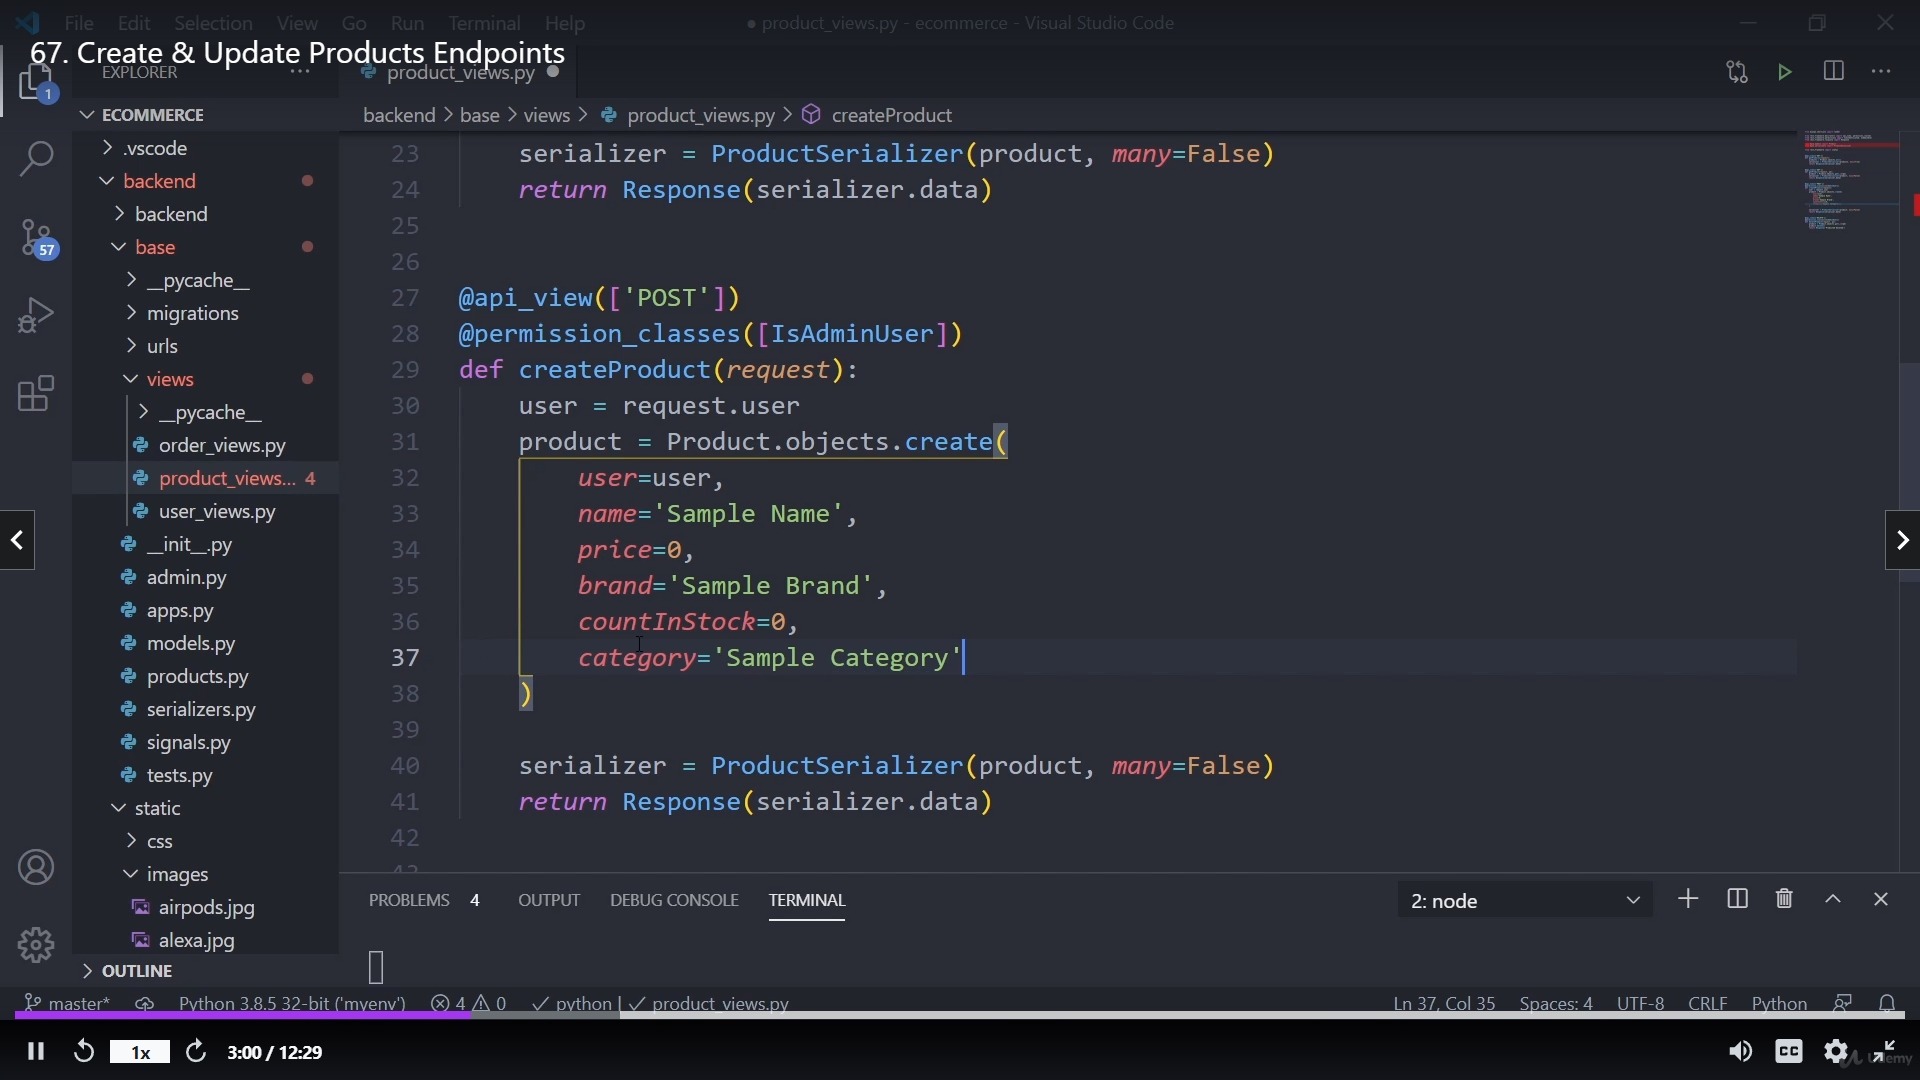 File Edit Selection View Go Run Terminal Help
● product_views.py - ecommerce - Visual Studio Code
67. Create & Update Products Endpoints
EXPLORER ...
product_views.py
1
ECOMMERCE
backend > base > views > product_views.py > createProduct
.vscode
backend
backend
base
57
__pycache__
migrations
urls
views
__pycache__
order_views.py
product_views... 4
user_views.py
__init__.py
admin.py
apps.py
models.py
products.py
serializers.py
signals.py
tests.py
static
css
images
airpods.jpg
alexa.jpg
OUTLINE
23 serializer = ProductSerializer(product, many=False)
24 return Response(serializer.data)
25
26
27 @api_view(['POST'])
28 @permission_classes([IsAdminUser])
29 def createProduct(request):
30 user = request.user
31 product = Product.objects.create(
32 user=user,
33 name='Sample Name',
34 price=0,
35 brand='Sample Brand',
36 countInStock=0,
37 category='Sample Category'
38 )
39
40 serializer = ProductSerializer(product, many=False)
41 return Response(serializer.data)
42
PROBLEMS 4 OUTPUT DEBUG CONSOLE TERMINAL
2: node
master* Python 3.8.5 32-bit ('myenv') 4 0 python | product_views.py
Ln 37, Col 35 Spaces: 4 UTF-8 CRLF Python
1x 3:00 / 12:29
CC
Udemy